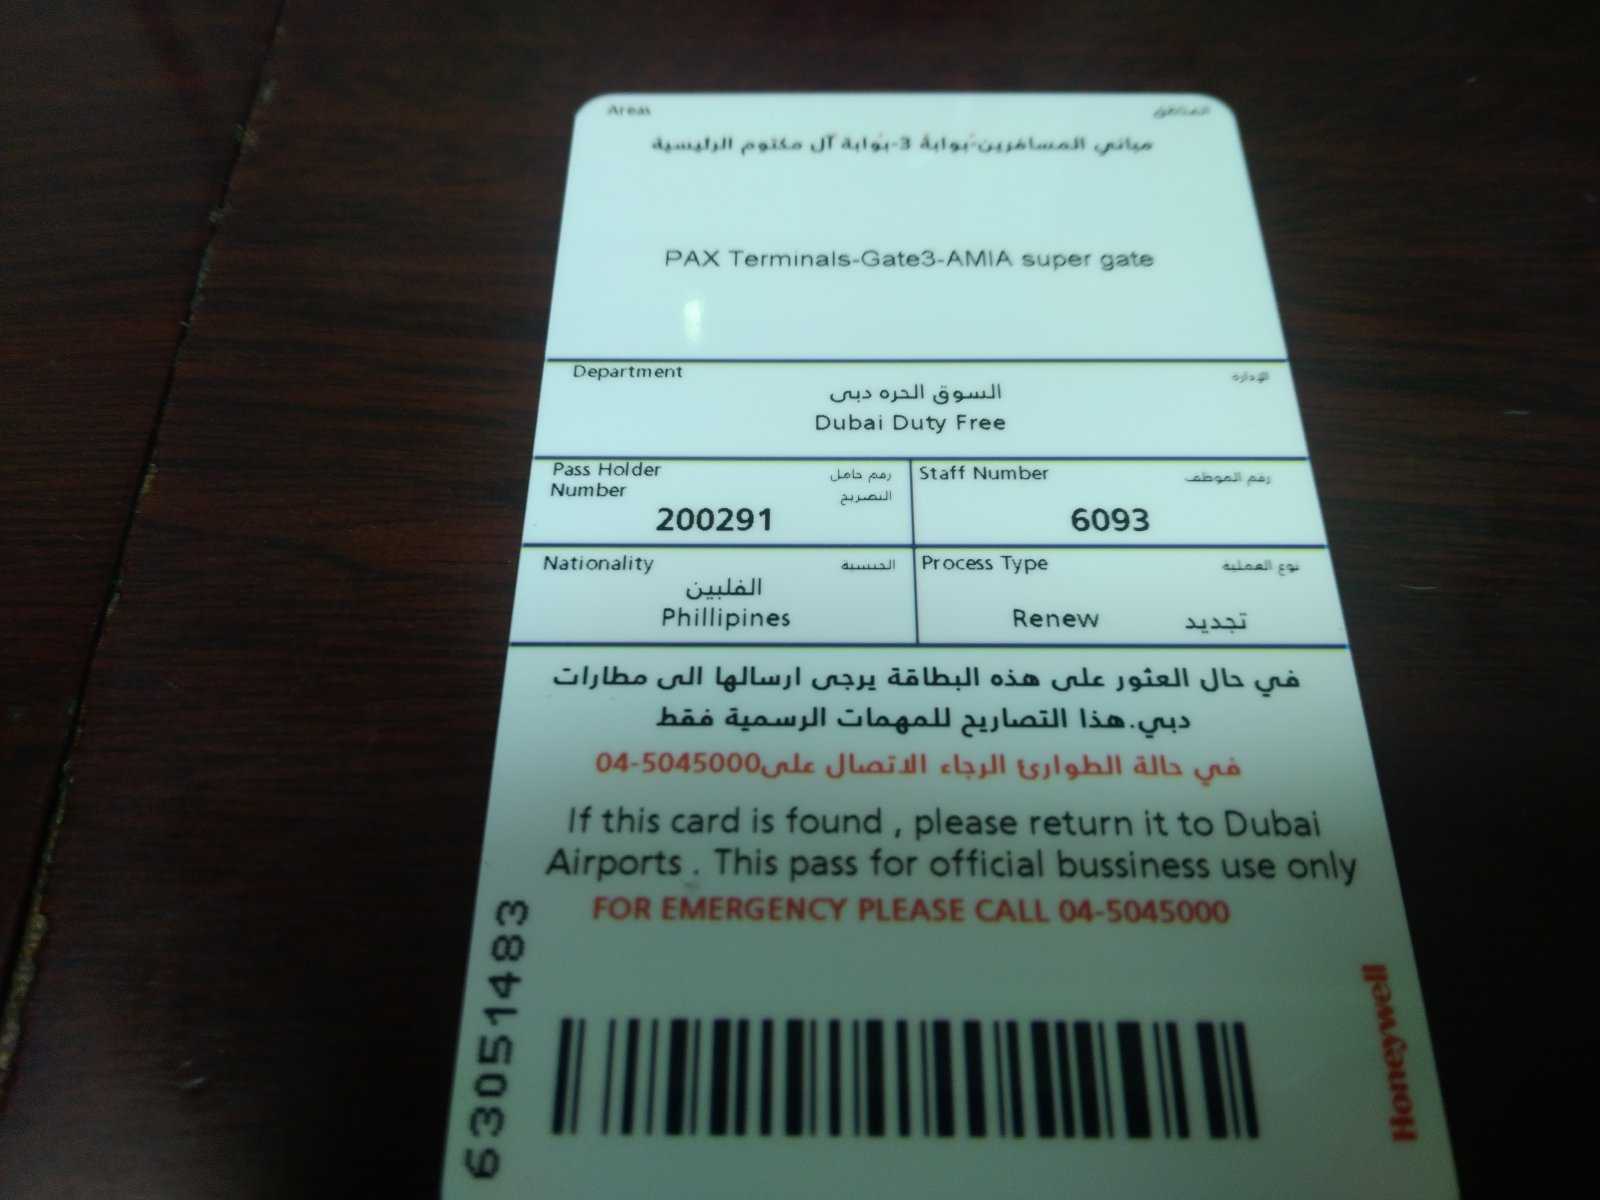 Areas المناطق
مباني المسافرين-بوابة 3-بوابة آل مكتوم الرئيسية
PAX Terminals-Gate3-AMIA super gate
Department الإدارة
السوق الحره دبى
Dubai Duty Free
Pass Holder رقم حامل
Number التصريح
200291
Staff Number رقم الموظف
6093
Nationality الجنسية
الفلبين
Phillipines
Process Type نوع العملية
Renew تجديد
في حال العثور على هذه البطاقة يرجى ارسالها الى مطارات
دبي.هذا التصاريح للمهمات الرسمية فقط
في حالة الطوارئ الرجاء الاتصال على04-5045000
If this card is found , please return it to Dubai
Airports . This pass for official bussiness use only
FOR EMERGENCY PLEASE CALL 04-5045000
63051483
Honeywell